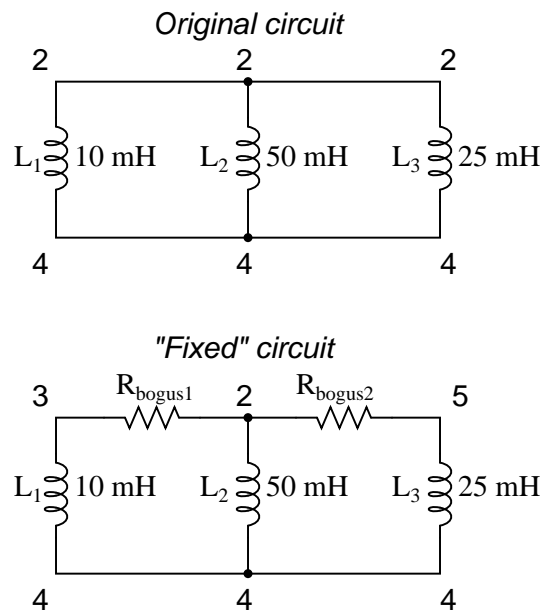 Original circuit
2 2 2
L1 10 mH L2 50 mH L3 25 mH
4 4 4
"Fixed" circuit
Rbogus1 Rbogus2
3 2 5
L1 10 mH L2 50 mH L3 25 mH
4 4 4